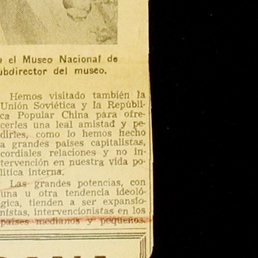 el Museo Nacional de
subdirector del museo.
Hemos visitado también la
Unión Soviética y la Repúbli-
ca Popular China para ofre-
cerles una leal amistad y pe-
dirles, como lo hemos hecho
a grandes países capitalistas,
cordiales relaciones y no in-
tervención en nuestra vida po-
lítica interna.
Las grandes potencias, con
una u otra tendencia ideoló-
gica, tienden a ser expansio-
nistas, intervencionistas en los
países medianos y pequeños.